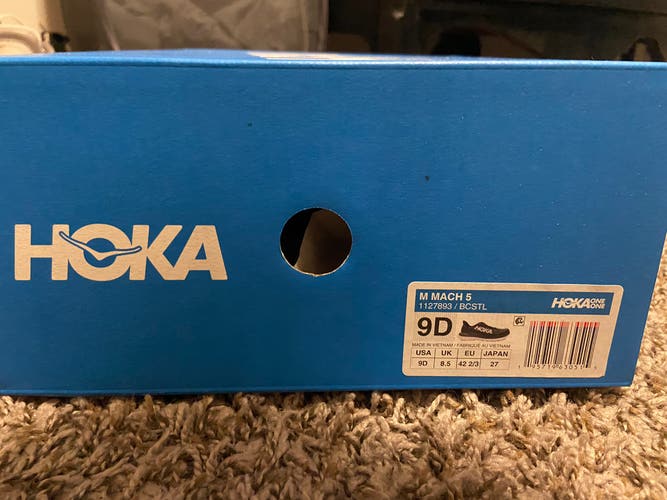 HOKA
M MACH 5
1127893 / BCSTL
HOKA ONE ONE
9D
HOKA
MADE IN VIETNAM / FABRIQUÉ AU VIETNAM
USA UK EU JAPAN
9D 8.5 42 2/3 27